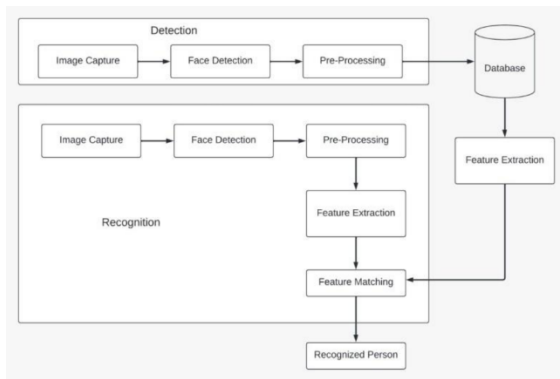 Detection
Image Capture
Face Detection
Pre-Processing
Database
Image Capture
Face Detection
Pre-Processing
Feature Extraction
Feature Extraction
Recognition
Feature Matching
Recognized Person